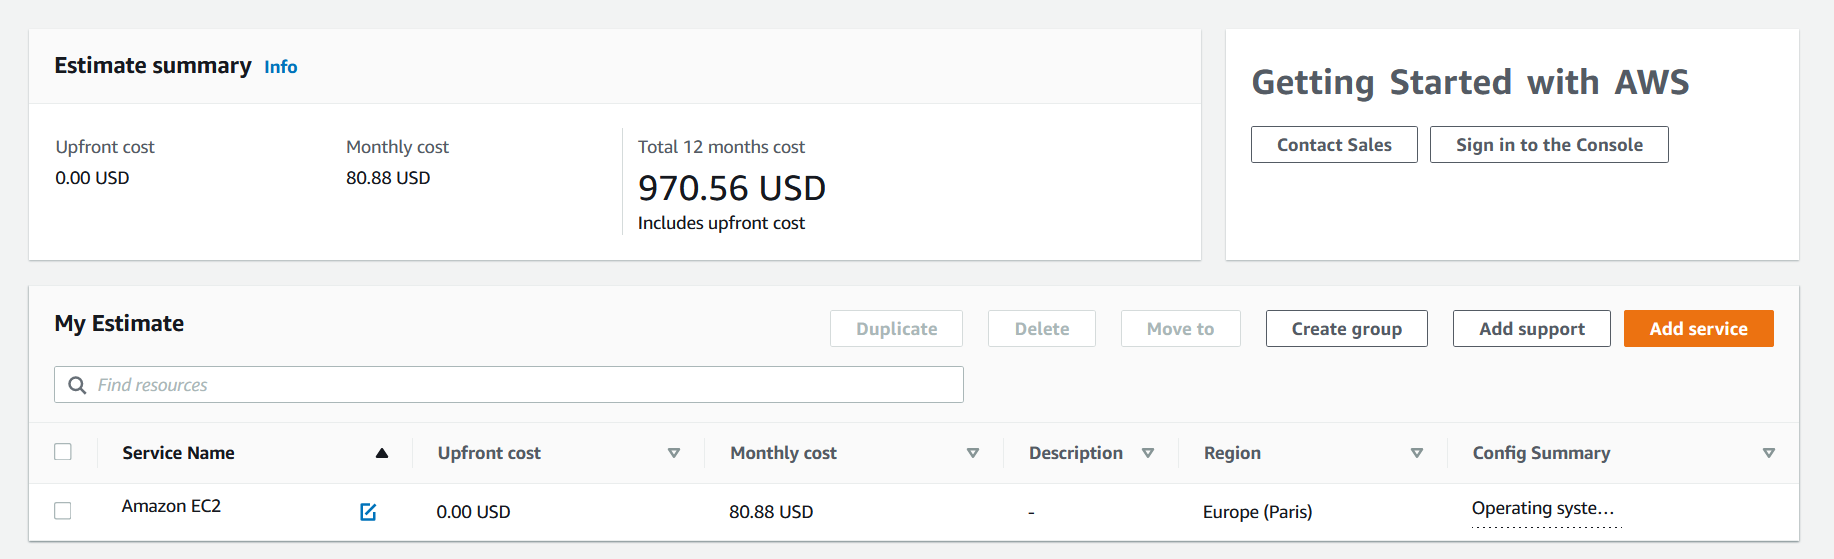 Estimate summary Info
Upfront cost
0.00 USD
Monthly cost
80.88 USD
Total 12 months cost
970.56 USD
Includes upfront cost
Getting Started with AWS
Contact Sales
Sign in to the Console
My Estimate
Duplicate
Delete
Move to
Create group
Add support
Add service
Find resources
Service Name
Upfront cost
Monthly cost
Description
Region
Config Summary
Amazon EC2
0.00 USD
80.88 USD
-
Europe (Paris)
Operating syste...